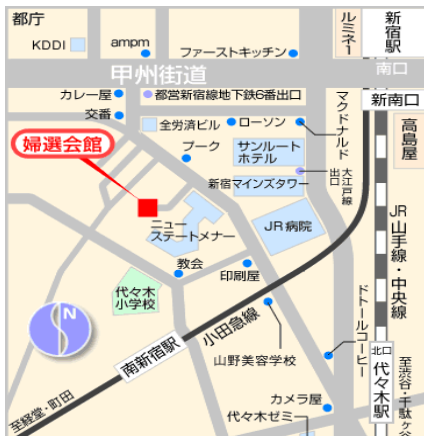 都庁
KDDI
ampm
ファーストキッチン
ルミネ1
新宿駅
南口
甲州街道
新南口
カレー屋
都営新宿線地下鉄6番出口
マクドナルド
交番
全労済ビル
ローソン
高島屋
婦選会館
プーク
サンルート
ホテル
新宿マインズタワー
大江戸線
出口
ニュー
ステートメナー
JR病院
JR山手線・中央線
教会
印刷屋
代々木
小学校
N
小田急線
ドトールコーヒー
南新宿駅
山野美容学校
北口
代々木駅
至渋谷・千駄ヶ谷
至経堂・町田
カメラ屋
代々木ゼミ